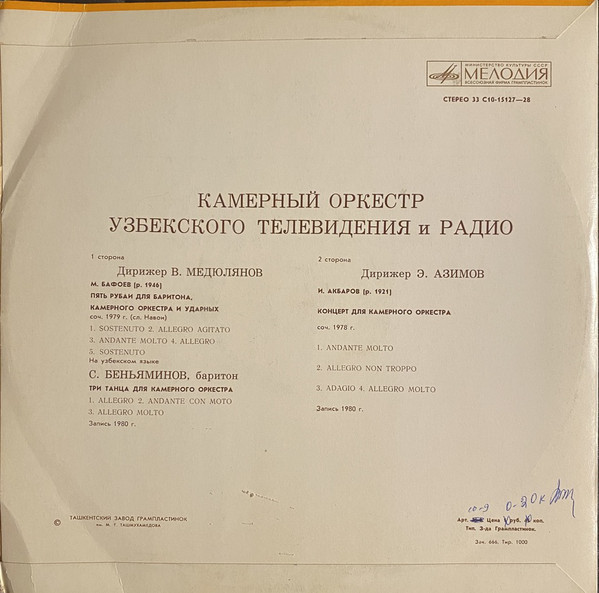 МИНИСТЕРСТВО КУЛЬТУРЫ СССР
МЕЛОДИЯ
ВСЕСОЮЗНАЯ ФИРМА ГРАМПЛАСТИНОК
СТЕРЕО 33 С10-15127—28
КАМЕРНЫЙ ОРКЕСТР
УЗБЕКСКОГО ТЕЛЕВИДЕНИЯ и РАДИО
1 сторона
Дирижер В. МЕДЮЛЯНОВ
М. БАФОЕВ (р. 1946)
ПЯТЬ РУБАИ ДЛЯ БАРИТОНА,
КАМЕРНОГО ОРКЕСТРА И УДАРНЫХ
соч. 1979 г. (сл. Навои)
1. SOSTENUTO 2. ALLEGRO AGITATO
3. ANDANTE MOLTO 4. ALLEGRO
5. SOSTENUTO
На узбекском языке
С. БЕНЬЯМИНОВ, баритон
ТРИ ТАНЦА ДЛЯ КАМЕРНОГО ОРКЕСТРА
1. ALLEGRO 2. ANDANTE CON MOTO
3. ALLEGRO MOLTO
Запись 1980 г.
2 сторона
Дирижер Э. АЗИМОВ
И. АКБАРОВ (р. 1921)
КОНЦЕРТ ДЛЯ КАМЕРНОГО ОРКЕСТРА
соч. 1978 г.
1. ANDANTE MOLTO
2. ALLEGRO NON TROPPO
3. ADAGIO 4. ALLEGRO MOLTO
Запись 1980 г.
© ТАШКЕНТСКИЙ ЗАВОД ГРАМПЛАСТИНОК
им. М. Т. ТАШМУХАМЕДОВА
10-9
Арт. Цена руб. коп.
Тип. З-да Грампластинок,
Зак. 666. Тир. 1000